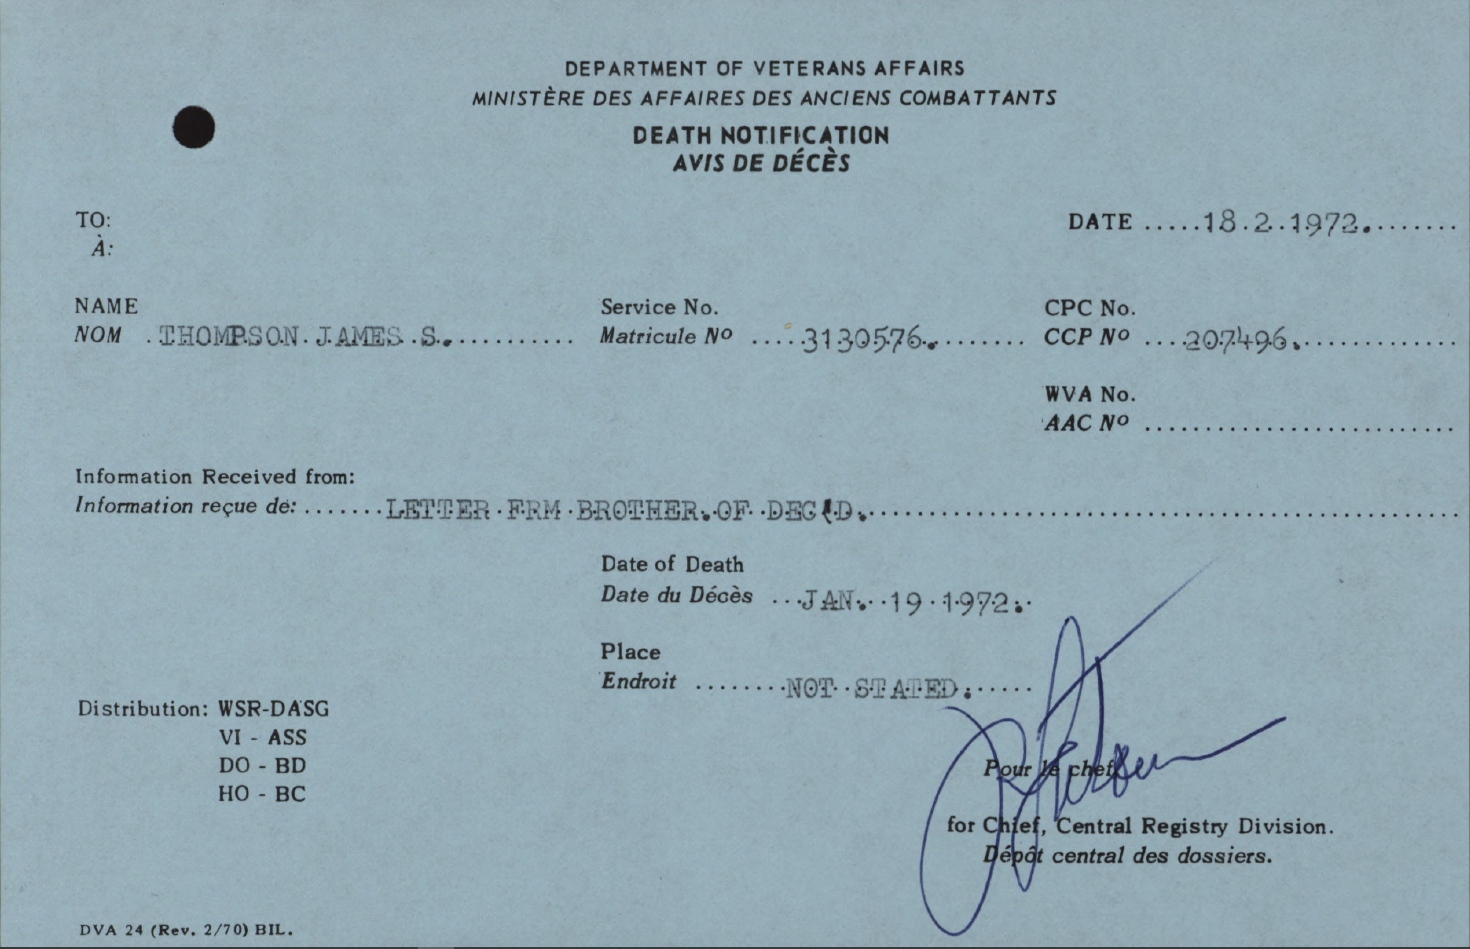 DEPARTMENT OF VETERANS AFFAIRS
MINISTÈRE DES AFFAIRES DES ANCIENS COMBATTANTS
DEATH NOTIFICATION
AVIS DE DÉCÈS
TO:
À:
DATE .....18.2.1972........
NAME
NOM .THOMPSON.JAMES.S...........
Service No.
Matricule Nº .....3130576........
CPC No.
CCP Nº ....207496..............
WVA No.
AAC Nº .........................
Information Received from:
Information reçue de: .......LETTER.FRM.BROTHER.OF.DEC'D.................................................
Date of Death
Date du Décès ...JAN...19.1972...
Place
Endroit ........NOT..STATED......
Distribution: WSR-DASG
VI - ASS
DO - BD
HO - BC
Pour le chef
for Chief, Central Registry Division.
Dépôt central des dossiers.
DVA 24 (Rev. 2/70) BIL.